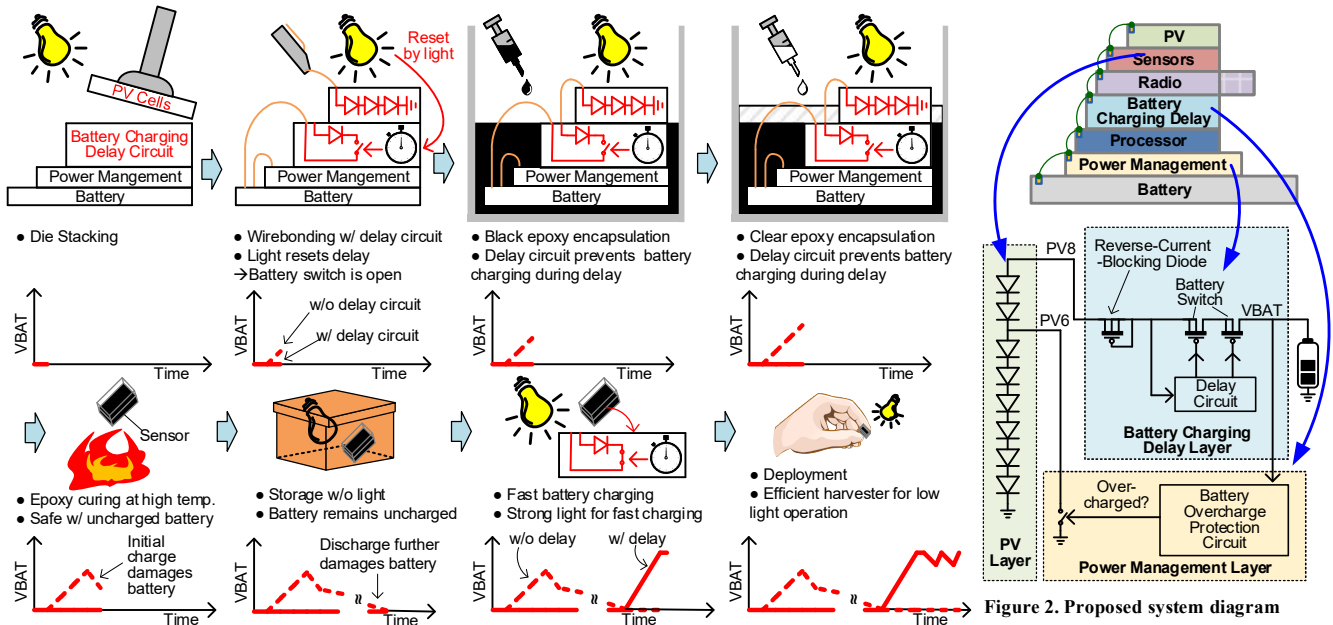 PV Cells
Battery Charging
Delay Circuit
Power Mangement
Battery
● Die Stacking
VBAT
Time
Reset
by light
Power Mangement
Battery
● Wirebonding w/ delay circuit
● Light resets delay
→Battery switch is open
VBAT
w/o delay circuit
w/ delay circuit
Time
Power Mangement
Battery
● Black epoxy encapsulation
● Delay circuit prevents battery
charging during delay
VBAT
Time
Power Mangement
Battery
● Clear epoxy encapsulation
● Delay circuit prevents battery
charging during delay
VBAT
Time
Sensor
● Epoxy curing at high temp.
● Safe w/ uncharged battery
VBAT
Initial
charge
damages
battery
Time
● Storage w/o light
● Battery remains uncharged
VBAT
Discharge further
damages battery
≈
Time
● Fast battery charging
● Strong light for fast charging
VBAT
w/o delay
w/ delay
≈
Time
● Deployment
● Efficient harvester for low
light operation
VBAT
≈
Time
PV
Sensors
Radio
Battery
Charging Delay
Processor
Power Management
Battery
PV8
Reverse-Current
-Blocking Diode
Battery
Switch
VBAT
PV6
Delay
Circuit
Battery Charging
Delay Layer
Over-
charged?
Battery
Overcharge
Protection
Circuit
PV
Layer
Power Management Layer
Figure 2. Proposed system diagram